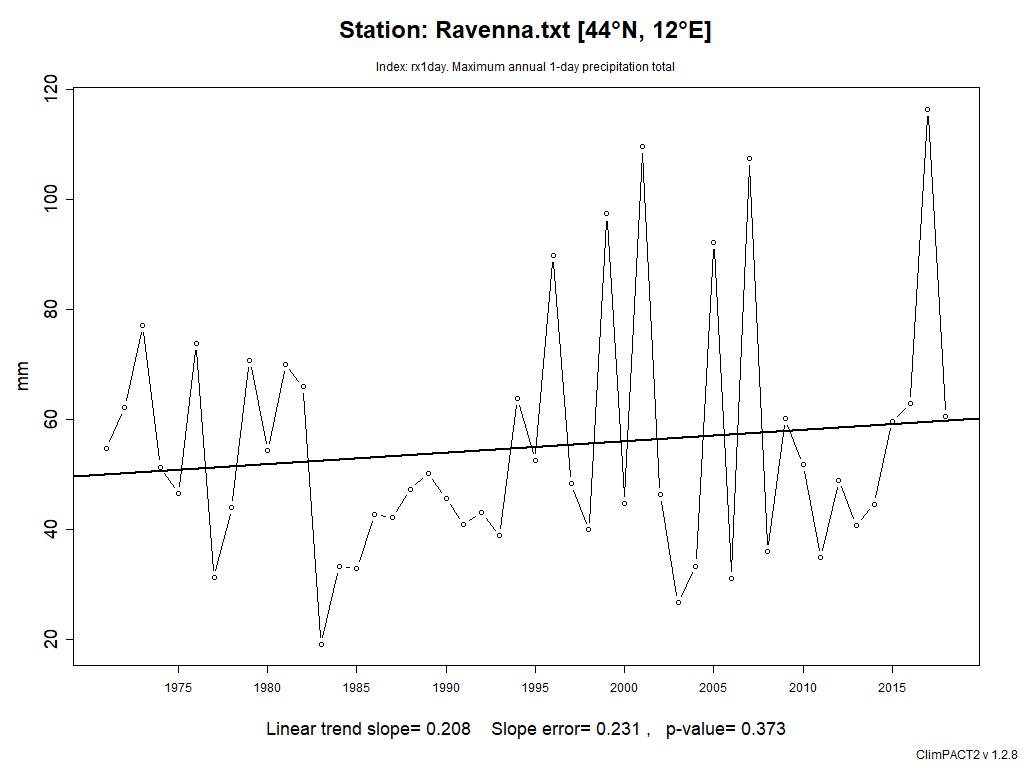 Station: Ravenna.txt [44°N, 12°E]
Index: rx1day. Maximum annual 1-day precipitation total
120
100
80
60
40
20
mm
1975 1980 1985 1990 1995 2000 2005 2010 2015
Linear trend slope= 0.208 Slope error= 0.231 , p-value= 0.373
ClimPACT2 v 1.2.8